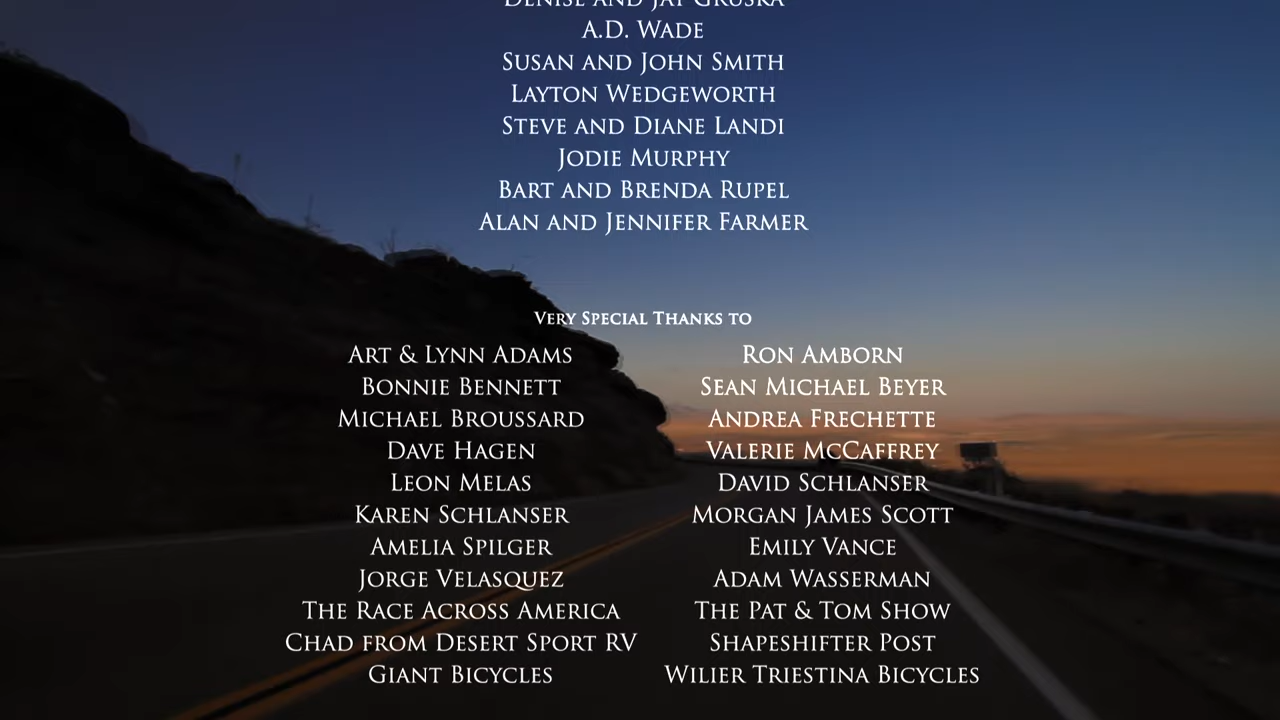 Denise and Jay Gruska
A.D. Wade
Susan and John Smith
Layton Wedgeworth
Steve and Diane Landi
Jodie Murphy
Bart and Brenda Rupel
Alan and Jennifer Farmer
Very Special Thanks to
Art & Lynn Adams
Bonnie Bennett
Michael Broussard
Dave Hagen
Leon Melas
Karen Schlanser
Amelia Spilger
Jorge Velasquez
The Race Across America
Chad from Desert Sport RV
Giant Bicycles
Ron Amborn
Sean Michael Beyer
Andrea Frechette
Valerie McCaffrey
David Schlanser
Morgan James Scott
Emily Vance
Adam Wasserman
The Pat & Tom Show
Shapeshifter Post
Wilier Triestina Bicycles